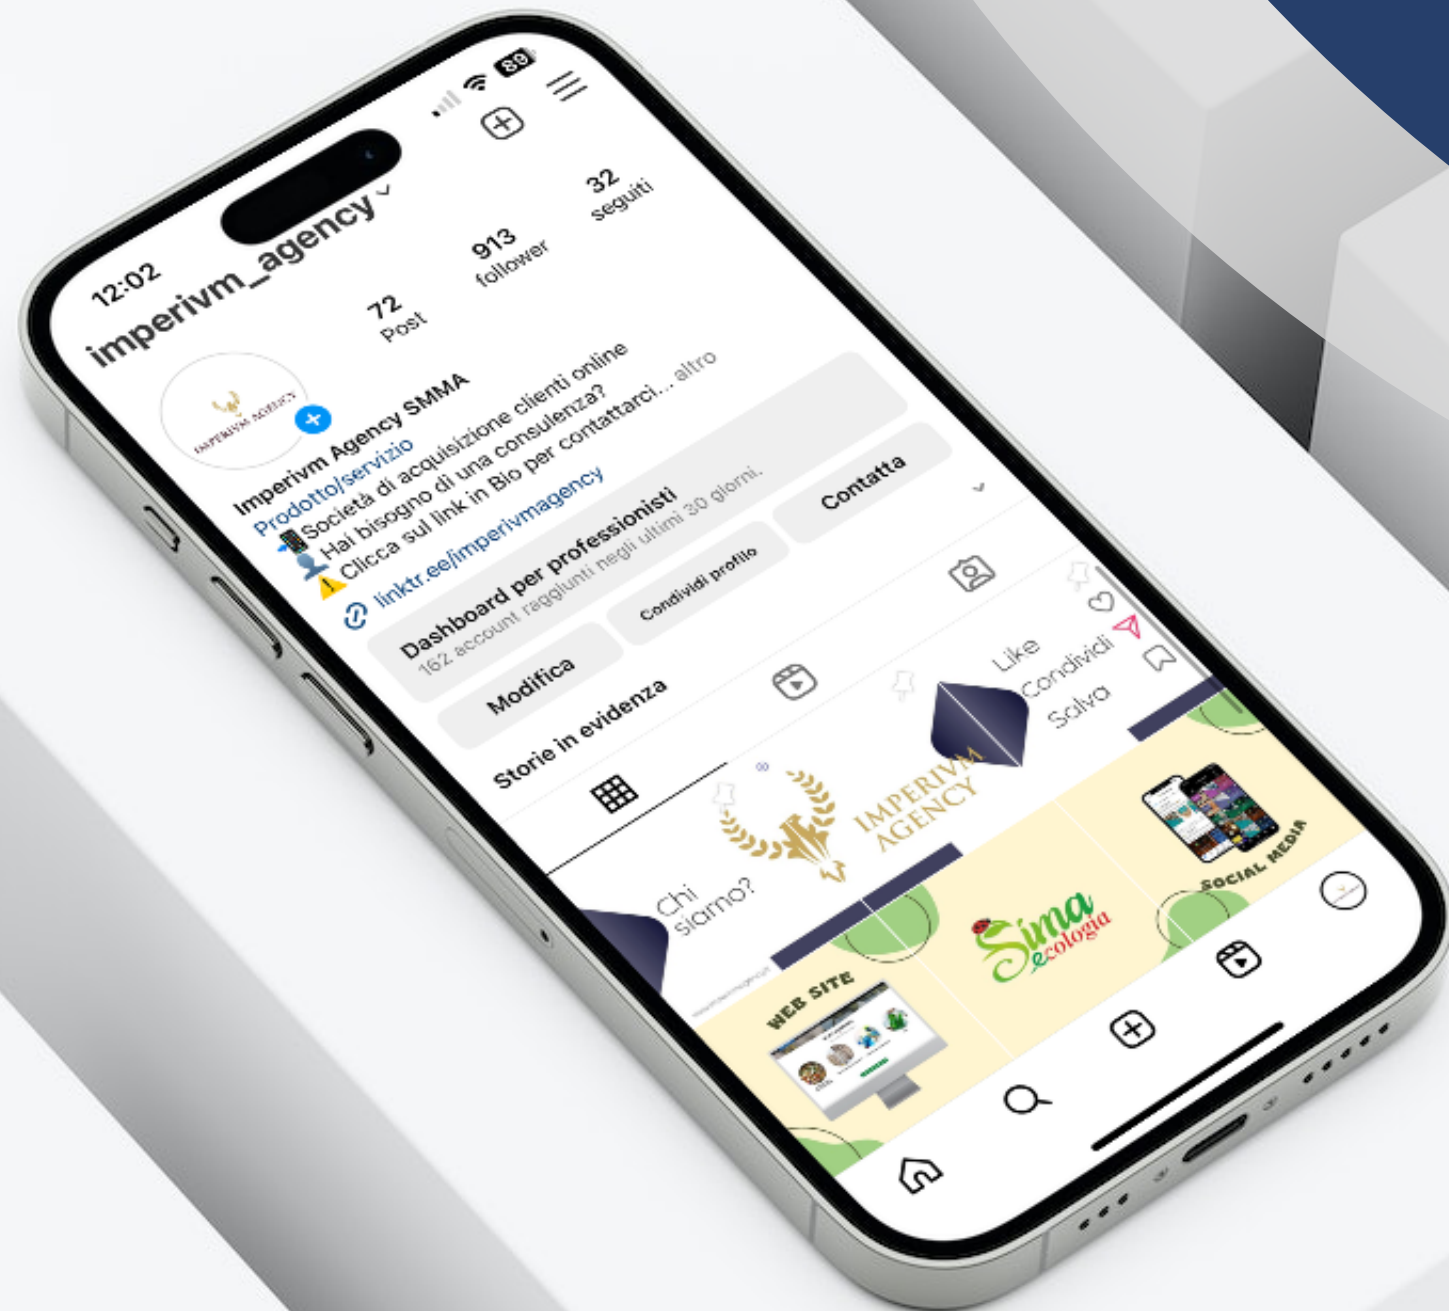 12:02
89
imperivm_agency
72
Post
913
follower
32
seguiti
IMPERIVM AGENCY
Imperivm Agency SMMA
Prodotto/servizio
📲Società di acquisizione clienti online
👤Hai bisogno di una consulenza?
⚠️Clicca sul link in Bio per contattarci... altro
linktr.ee/imperivmagency
Dashboard per professionisti
162 account raggiunti negli ultimi 30 giorni.
Modifica
Condividi profilo
Contatta
Storie in evidenza
Chi
siamo?
IMPERIVM
AGENCY
Like
Condividi
Salva
WEB SITE
Sima
ecologia
SOCIAL MEDIA